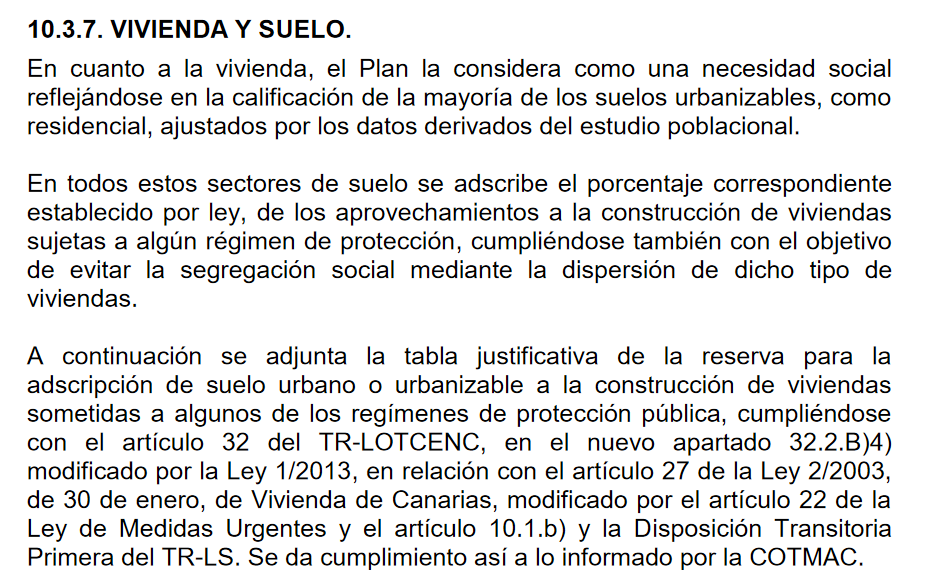 10.3.7. VIVIENDA Y SUELO.
En cuanto a la vivienda, el Plan la considera como una necesidad social
reflejándose en la calificación de la mayoría de los suelos urbanizables, como
residencial, ajustados por los datos derivados del estudio poblacional.
En todos estos sectores de suelo se adscribe el porcentaje correspondiente
establecido por ley, de los aprovechamientos a la construcción de viviendas
sujetas a algún régimen de protección, cumpliéndose también con el objetivo
de evitar la segregación social mediante la dispersión de dicho tipo de
viviendas.
A continuación se adjunta la tabla justificativa de la reserva para la
adscripción de suelo urbano o urbanizable a la construcción de viviendas
sometidas a algunos de los regímenes de protección pública, cumpliéndose
con el artículo 32 del TR-LOTCENC, en el nuevo apartado 32.2.B)4)
modificado por la Ley 1/2013, en relación con el artículo 27 de la Ley 2/2003,
de 30 de enero, de Vivienda de Canarias, modificado por el artículo 22 de la
Ley de Medidas Urgentes y el artículo 10.1.b) y la Disposición Transitoria
Primera del TR-LS. Se da cumplimiento así a lo informado por la COTMAC.